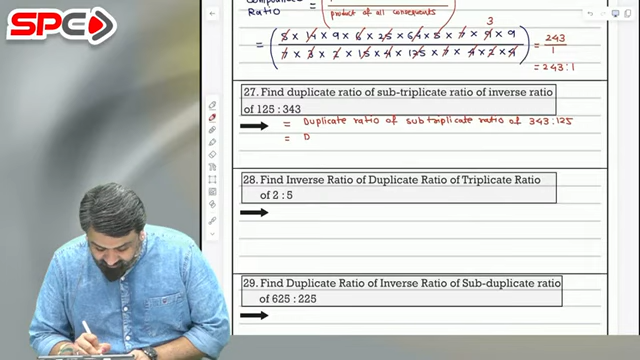 SPC
Ratio =
product of all consequents
3
= ( 5 × 14 × 9 × 6 × 25 × 64 × 5 × 7 × 9 × 9
7 × 3 × 2 × 15 × 4 × 125 × 7 × 4 × 2 × 4 ) = 243
1
= 243 : 1
27. Find duplicate ratio of sub-triplicate ratio of inverse ratio
of 125 : 343
= Duplicate ratio of subtriplicate ratio of 343:125
= D
28. Find Inverse Ratio of Duplicate Ratio of Triplicate Ratio
of 2 : 5
29. Find Duplicate Ratio of Inverse Ratio of Sub-duplicate ratio
of 625 : 225